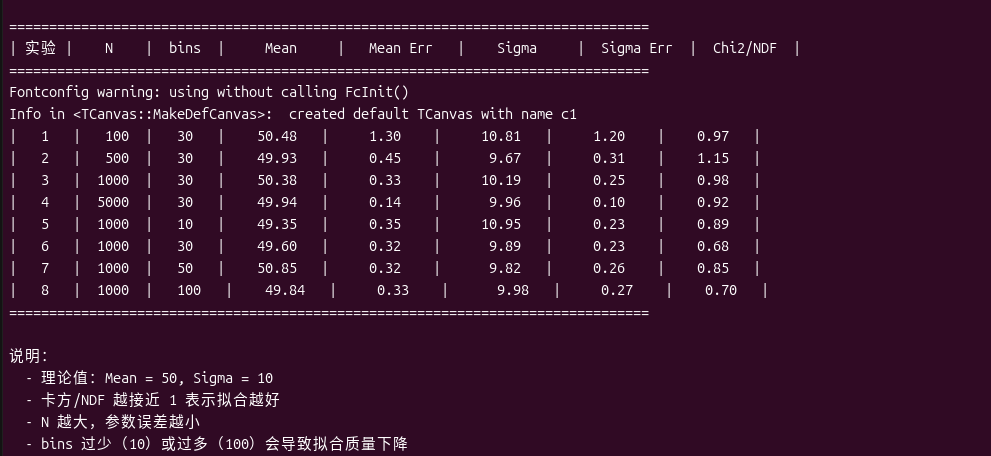 ================================================================================
| 实验 |    N    |  bins  |     Mean     |   Mean Err   |    Sigma     |  Sigma Err  |  Chi2/NDF  |
================================================================================
Fontconfig warning: using without calling FcInit()
Info in <TCanvas::MakeDefCanvas>:  created default TCanvas with name c1
|   1   |   100  |   30   |    50.48   |     1.30    |     10.81   |     1.20    |    0.97   |
|   2   |   500  |   30   |    49.93   |     0.45    |      9.67   |     0.31    |    1.15   |
|   3   |  1000  |   30   |    50.38   |     0.33    |     10.19   |     0.25    |    0.98   |
|   4   |  5000  |   30   |    49.94   |     0.14    |      9.96   |     0.10    |    0.92   |
|   5   |  1000  |   10   |    49.35   |     0.35    |     10.95   |     0.23    |    0.89   |
|   6   |  1000  |   30   |    49.60   |     0.32    |      9.89   |     0.23    |    0.68   |
|   7   |  1000  |   50   |    50.85   |     0.32    |      9.82   |     0.26    |    0.85   |
|   8   |  1000  |   100   |    49.84   |     0.33    |      9.98   |     0.27    |    0.70   |
================================================================================
说明:
  - 理论值: Mean = 50, Sigma = 10
  - 卡方/NDF 越接近 1 表示拟合越好
  - N 越大，参数误差越小
  - bins 过少（10）或过多（100）会导致拟合质量下降